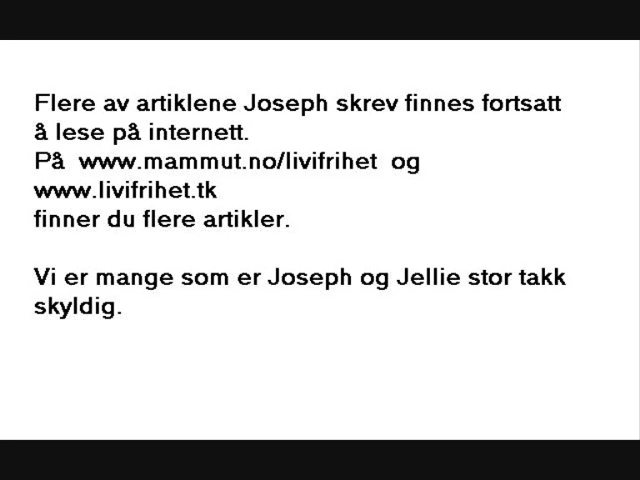 Flere av artiklene Joseph skrev finnes fortsatt
å lese på internett.
På  www.mammut.no/livifrihet  og
www.livifrihet.tk
finner du flere artikler.

Vi er mange som er Joseph og Jellie stor takk
skyldig.